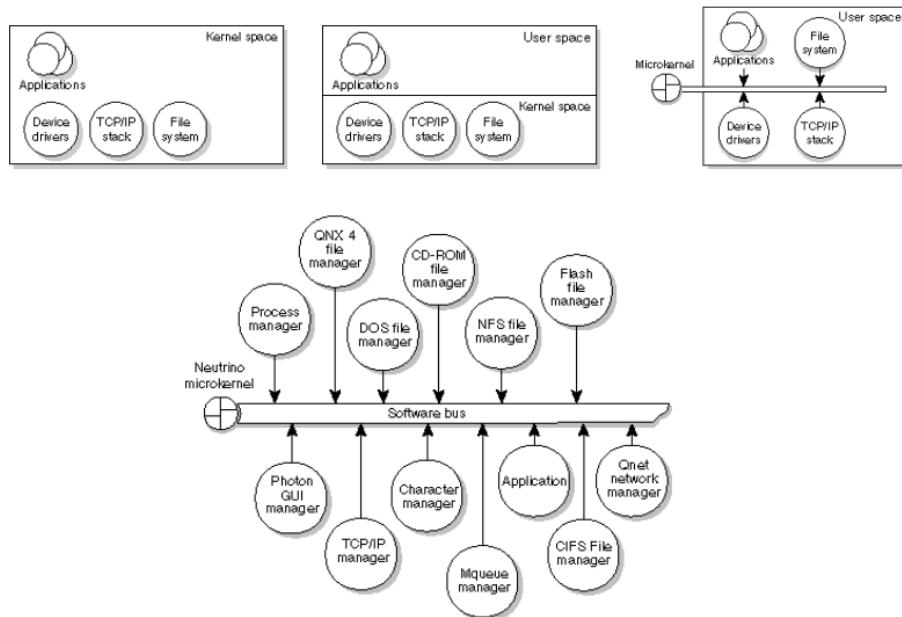 Kernel space
Applications
Device
drivers
TCP/IP
stack
File
system
User space
Applications
Kernel space
Device
drivers
TCP/IP
stack
File
system
User space
File
system
Applications
Microkernel
Device
drivers
TCP/IP
stack
QNX 4
file
manager
CD-ROM
file
manager
Flash
file manager
Process
manager
DOS file
manager
NFS file
manager
Neutrino
microkernel
Software bus
Photon
GUI
manager
TCP/IP
manager
Character
manager
Mqueue
manager
Application
CIFS File
manager
Qnet
network
manager